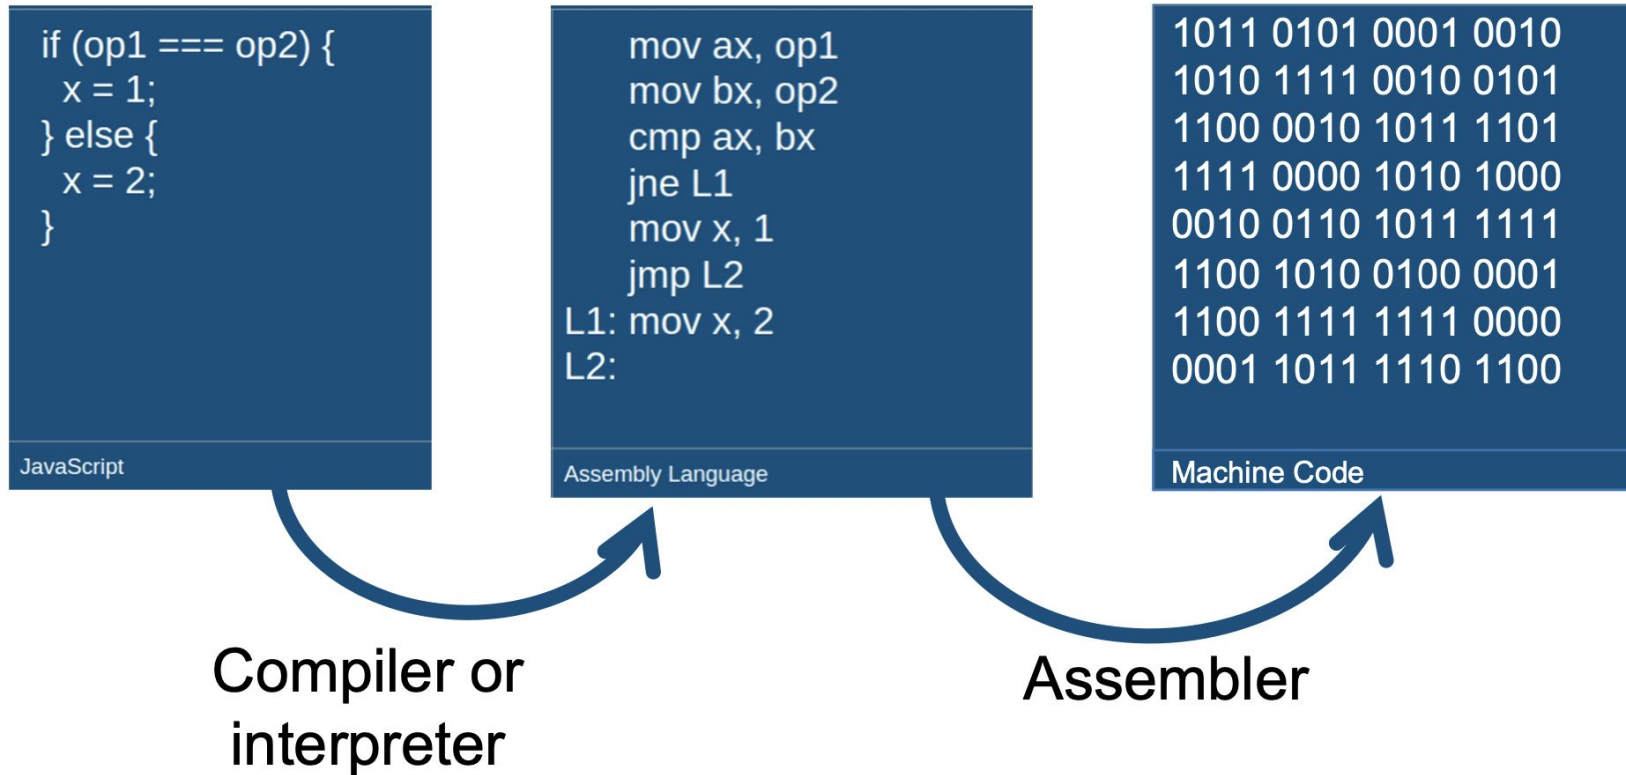 if (op1 === op2) {
x = 1;
} else {
x = 2;
}
JavaScript
mov ax, op1
mov bx, op2
cmp ax, bx
jne L1
mov x, 1
jmp L2
L1: mov x, 2
L2:
Assembly Language
1011 0101 0001 0010
1010 1111 0010 0101
1100 0010 1011 1101
1111 0000 1010 1000
0010 0110 1011 1111
1100 1010 0100 0001
1100 1111 1111 0000
0001 1011 1110 1100
Machine Code
Compiler or
interpreter
Assembler